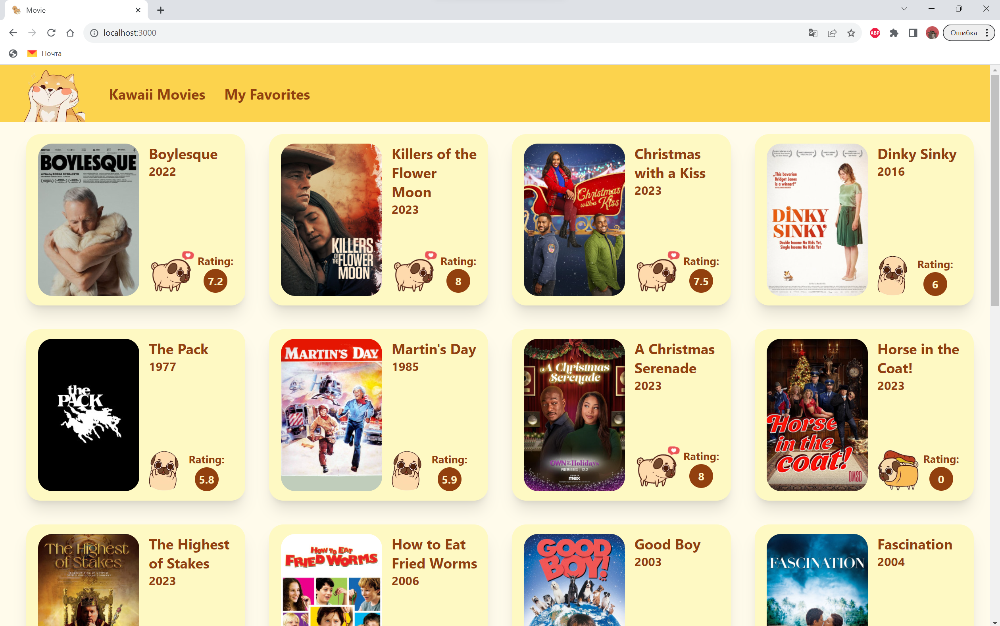 Movie
localhost:3000
ABP
Ошибка
Почта
Kawaii Movies
My Favorites
BOYLESQUE
A Film by BOGNA KOWALCZYK
Boylesque
2022
Rating:
7.2
KILLERS
OF THE FLOWER
MOON
Killers of the
Flower
Moon
2023
Rating:
8
Christmas
with a Kiss
Christmas
with a Kiss
2023
Rating:
7.5
„This bavarian
Bridget Jones
is a winner!"
DINKY
SINKY
Double Income No Kids Yet,
Single Income No Kids Yet
Dinky Sinky
2016
Rating:
6
the
PACK
The Pack
1977
Rating:
5.8
MARTIN'S DAY
Martin's Day
1985
Rating:
5.9
A Christmas
Serenade
OWN for the Holidays
PREMIERES | 12.2
max
A Christmas
Serenade
2023
Rating:
8
Horse
in the
coat!
DMSD
Horse in the
Coat!
2023
Rating:
0
The Highest
of Stakes
THE NEW KING OF CRYPTO
OR BILLION-DOLLAR CONMAN?
The Highest
of Stakes
2023
HOW TO EAT
FRIED WORMS
How to Eat
Fried Worms
2006
GOOD
BOY!
Good Boy
2003
FASCINATION
Fascination
2004